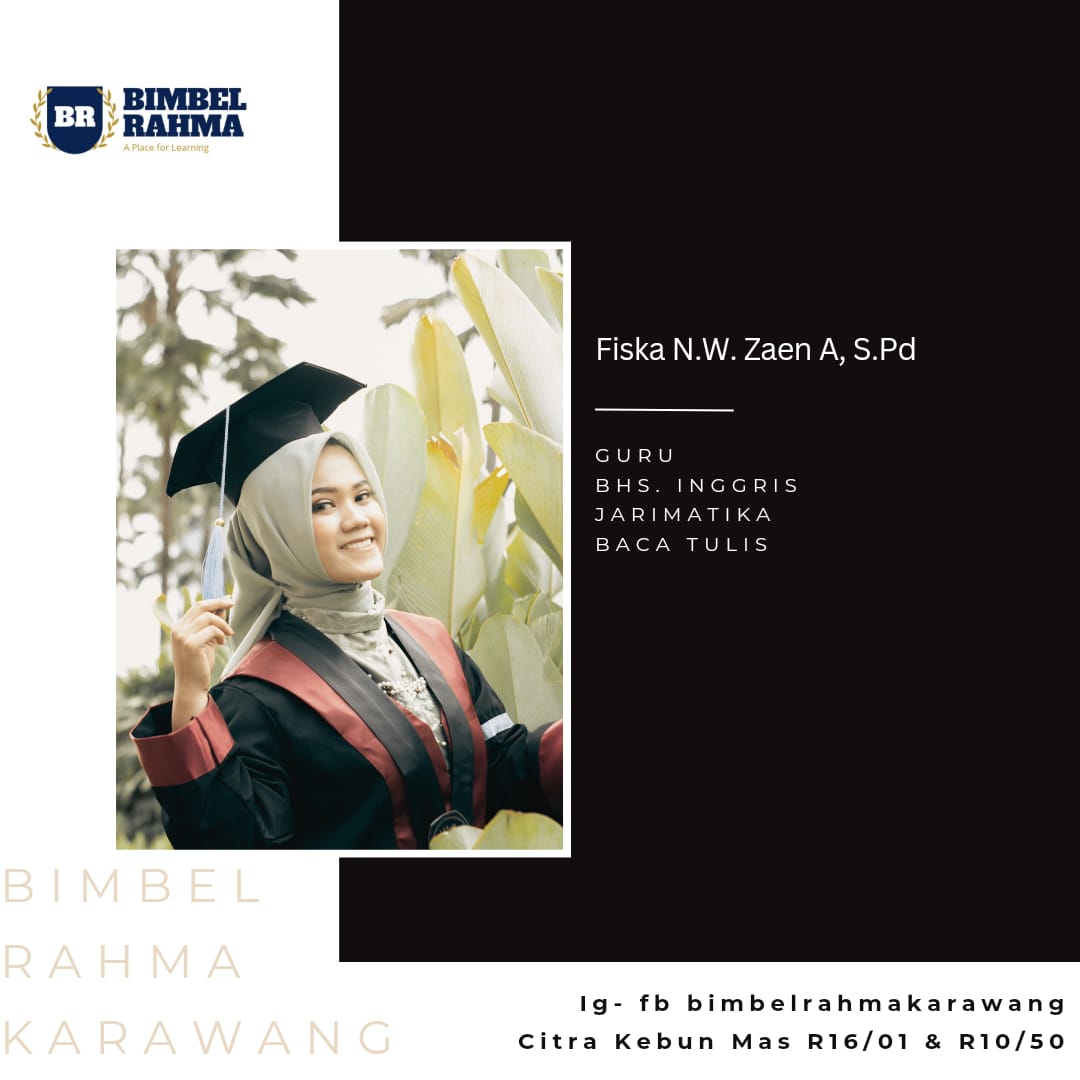 BR
BIMBEL
RAHMA
A Place for Learning
Fiska N.W. Zaen A, S.Pd
GURU
BHS. INGGRIS
JARIMATIKA
BACA TULIS
BIMBEL
RAHMA
KARAWANG
Ig- fb bimbelrahmakarawang
Citra Kebun Mas R16/01 & R10/50